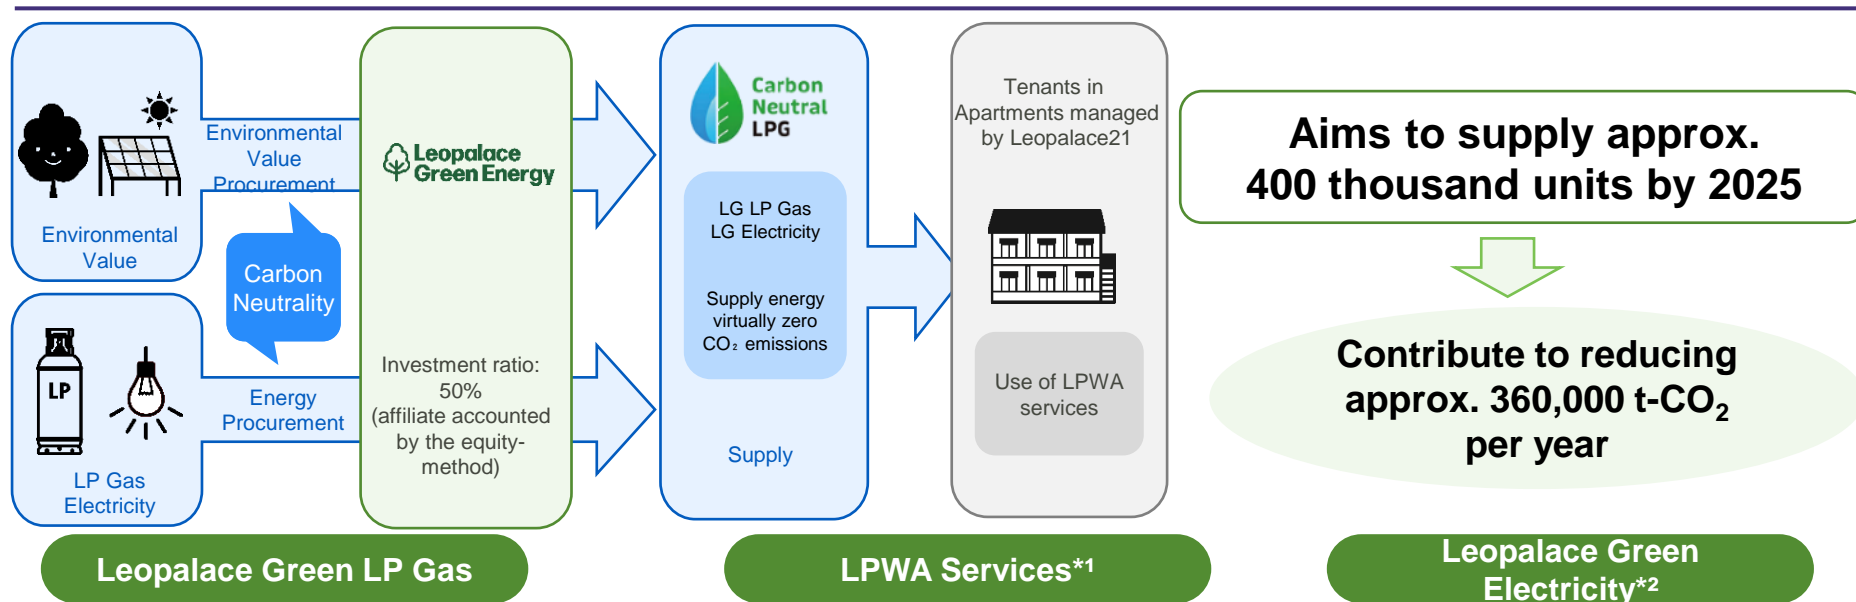 Environmental
Value
Procurement
Environmental
Value
Carbon
Neutrality
LP
Energy
Procurement
LP Gas
Electricity
Leopalace
Green Energy
Investment ratio:
50%
(affiliate accounted
by the equity-
method)
Carbon
Neutral
LPG
LG LP Gas
LG Electricity
Supply energy
virtually zero
CO₂ emissions
Supply
Tenants in
Apartments managed
by Leopalace21
Use of LPWA
services
Aims to supply approx.
400 thousand units by 2025
Contribute to reducing
approx. 360,000 t-CO₂
per year
Leopalace Green LP Gas
LPWA Services*¹
Leopalace Green
Electricity*²